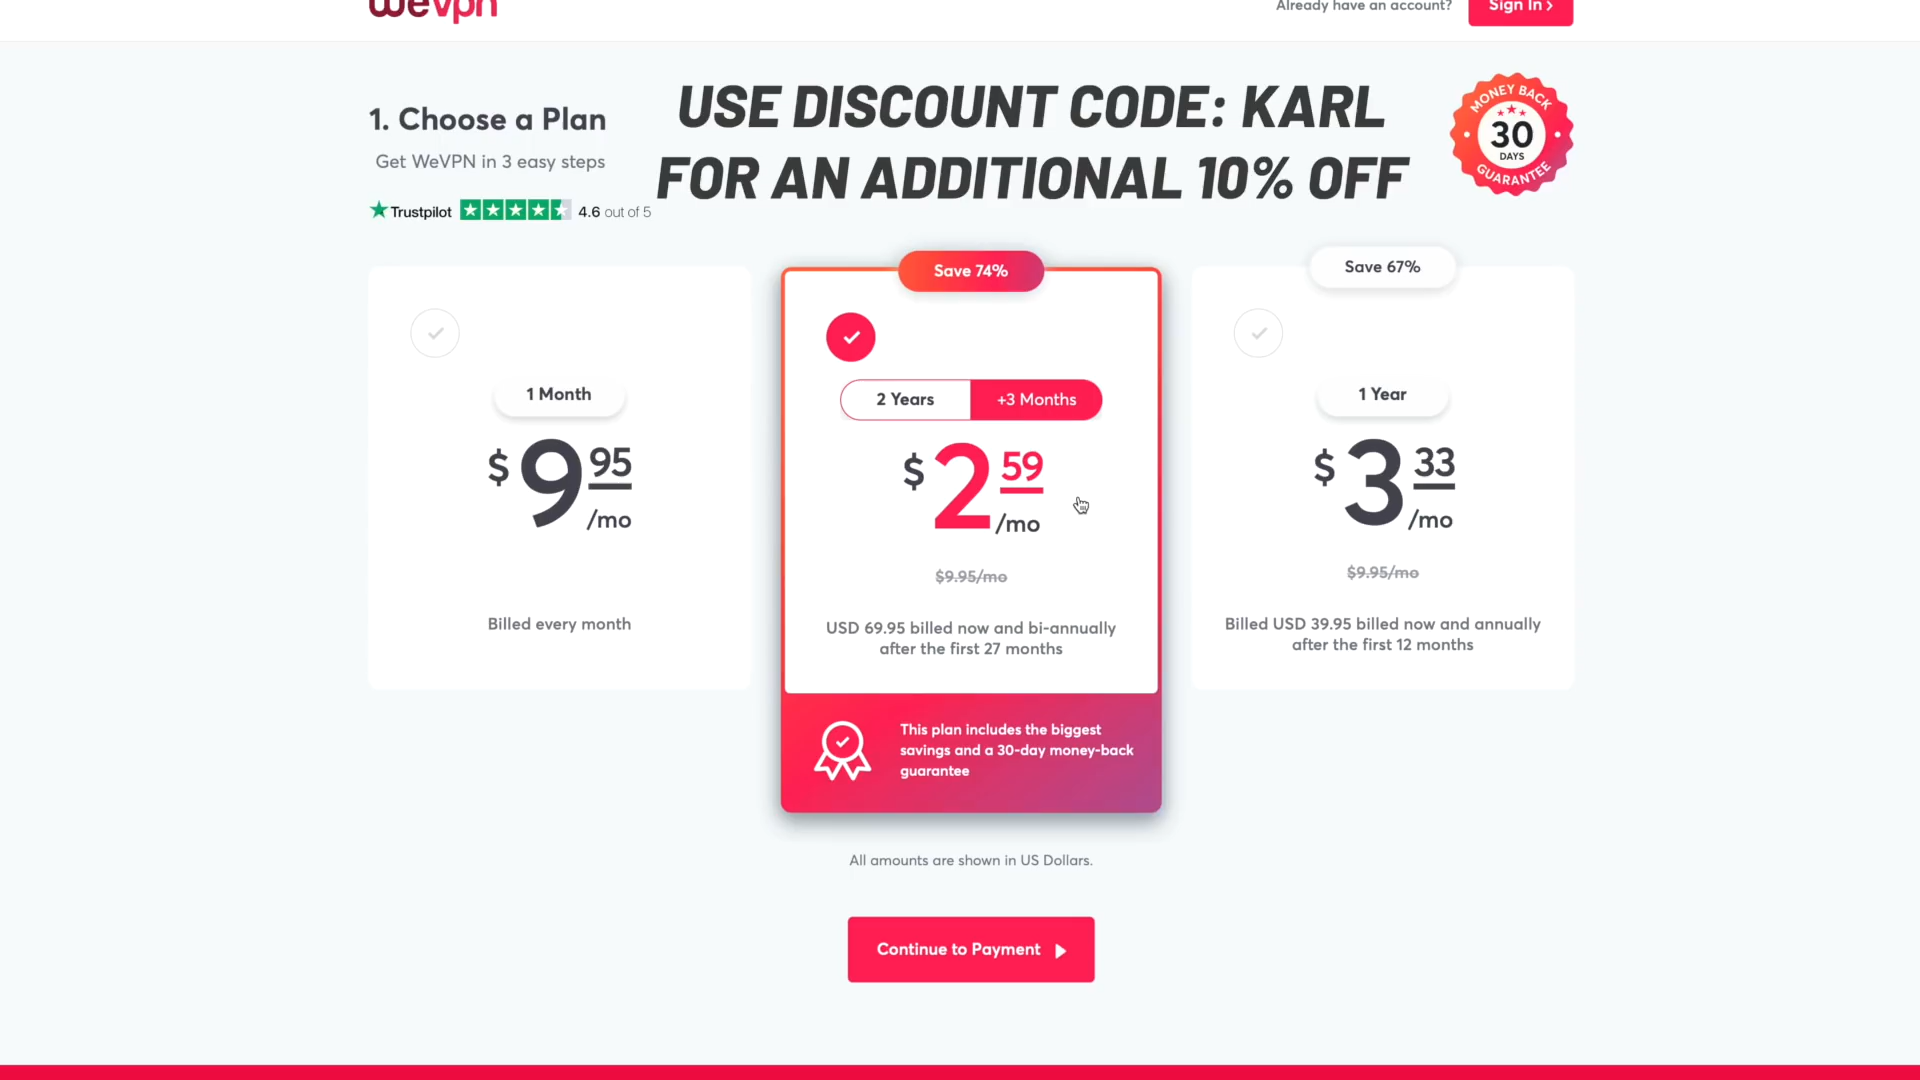 wevpn
Already have an account?
Sign In ›
1. Choose a Plan
Get WeVPN in 3 easy steps
Trustpilot 4.6 out of 5
USE DISCOUNT CODE: KARL
FOR AN ADDITIONAL 10% OFF
MONEY BACK
30
DAYS
GUARANTEE
1 Month
$9.95
/mo
Billed every month
Save 74%
2 Years +3 Months
$2.59
/mo
$9.95/mo
USD 69.95 billed now and bi-annually
after the first 27 months
This plan includes the biggest
savings and a 30-day money-back
guarantee
Save 67%
1 Year
$3.33
/mo
$9.95/mo
Billed USD 39.95 billed now and annually
after the first 12 months
All amounts are shown in US Dollars.
Continue to Payment